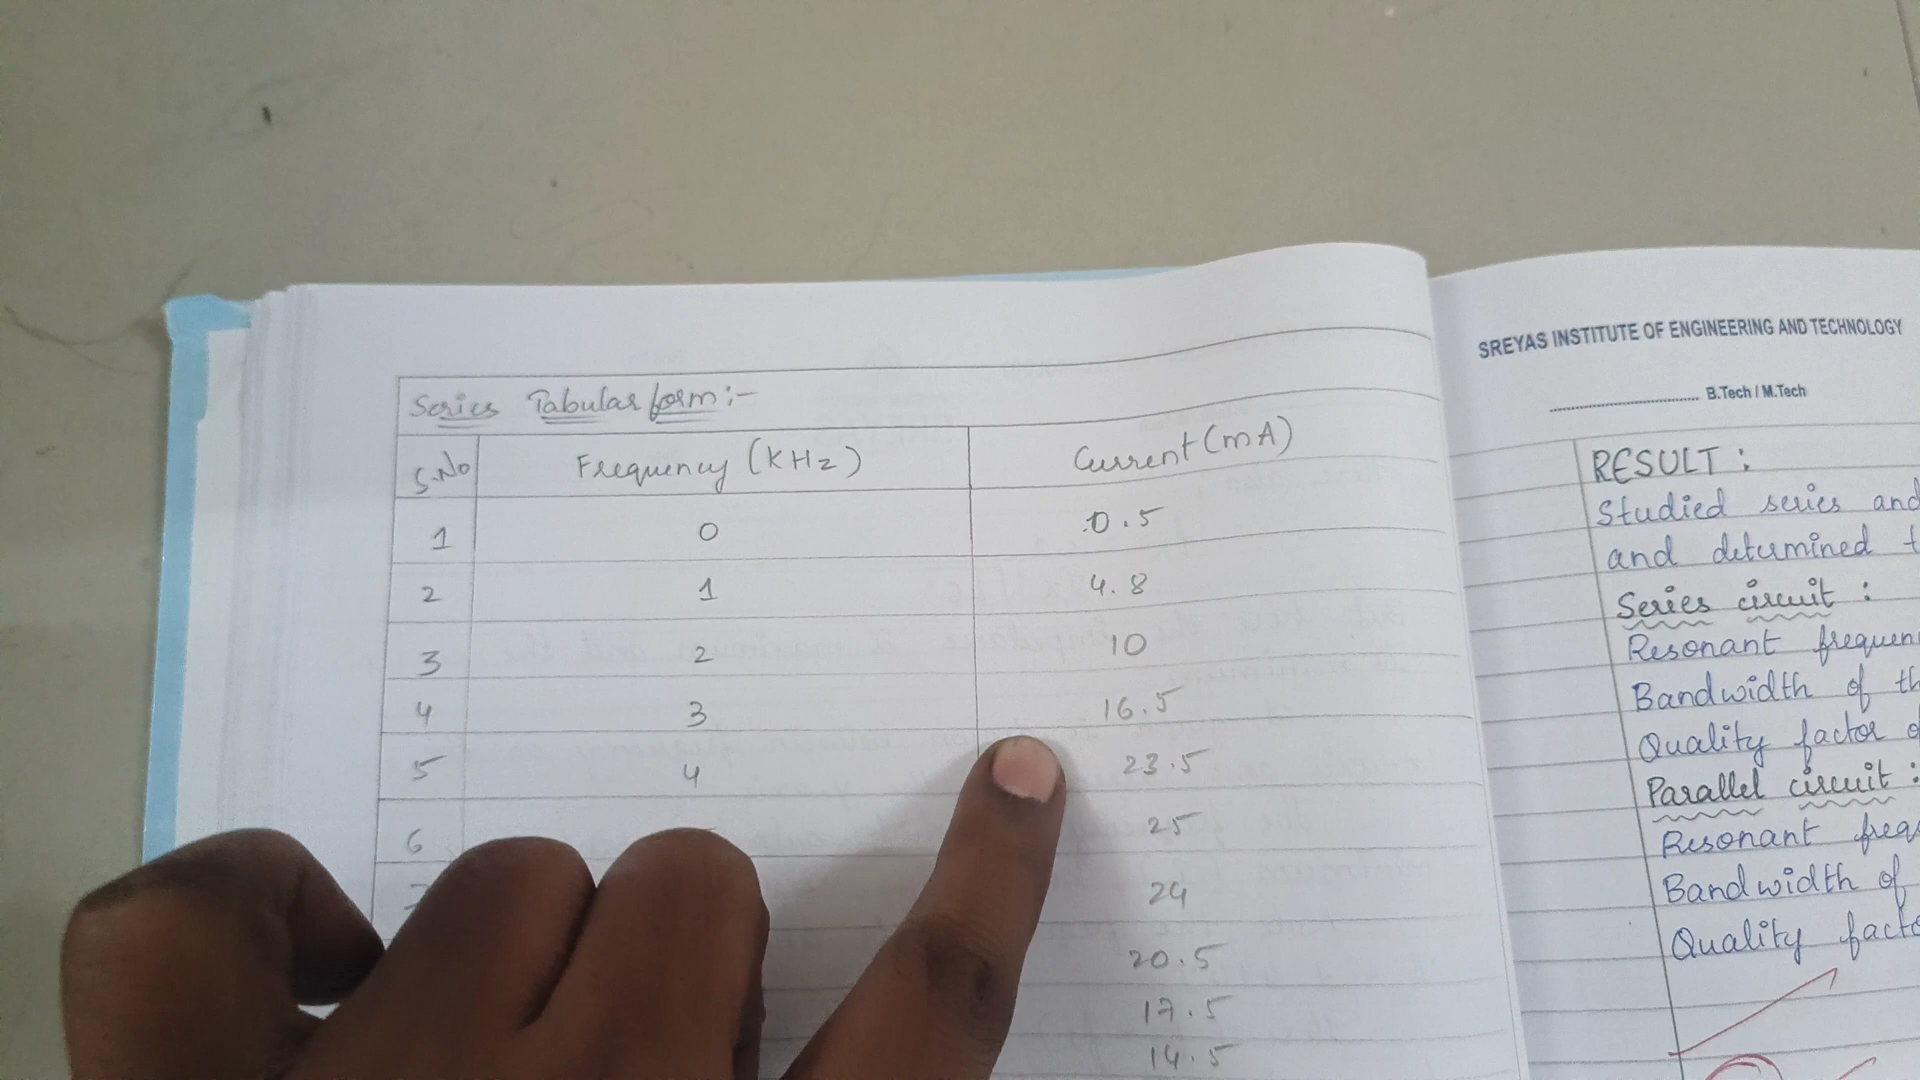 Series Tabular form:-
S.No Frequency (KHz) Current (mA)
1 0 0.5
2 1 4.8
3 2 10
4 3 16.5
5 4 23.5
6 25
24
20.5
17.5
14.5
SREYAS INSTITUTE OF ENGINEERING AND TECHNOLOGY
B.Tech / M.Tech
RESULT :
Studied series and
and determined
Series circuit :
Resonant
Bandwidth of
Quality factor
Parallel circuit :
Resonant
Bandwidth of
Quality